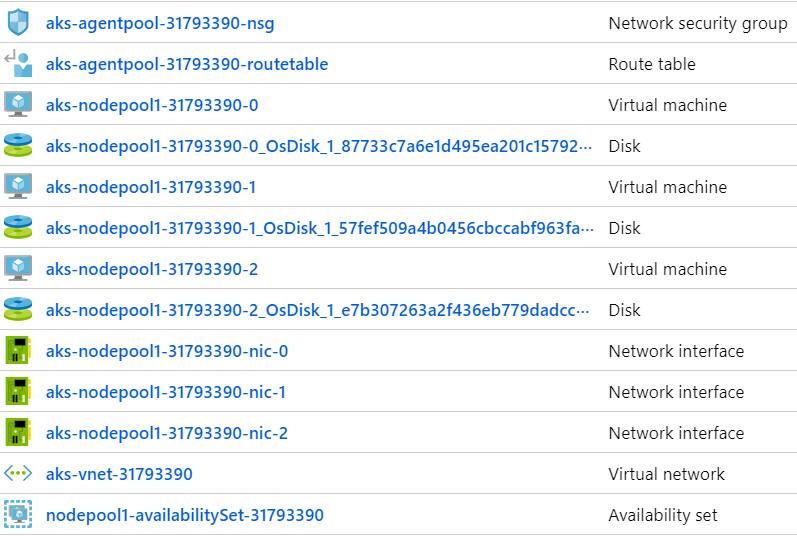 aks-agentpool-31793390-nsg Network security group
aks-agentpool-31793390-routetable Route table
aks-nodepool1-31793390-0 Virtual machine
aks-nodepool1-31793390-0_OsDisk_1_87733c7a6e1d495ea201c15792··· Disk
aks-nodepool1-31793390-1 Virtual machine
aks-nodepool1-31793390-1_OsDisk_1_57fef509a4b0456cbccabf963fa··· Disk
aks-nodepool1-31793390-2 Virtual machine
aks-nodepool1-31793390-2_OsDisk_1_e7b307263a2f436eb779dadcc··· Disk
aks-nodepool1-31793390-nic-0 Network interface
aks-nodepool1-31793390-nic-1 Network interface
aks-nodepool1-31793390-nic-2 Network interface
aks-vnet-31793390 Virtual network
nodepool1-availabilitySet-31793390 Availability set